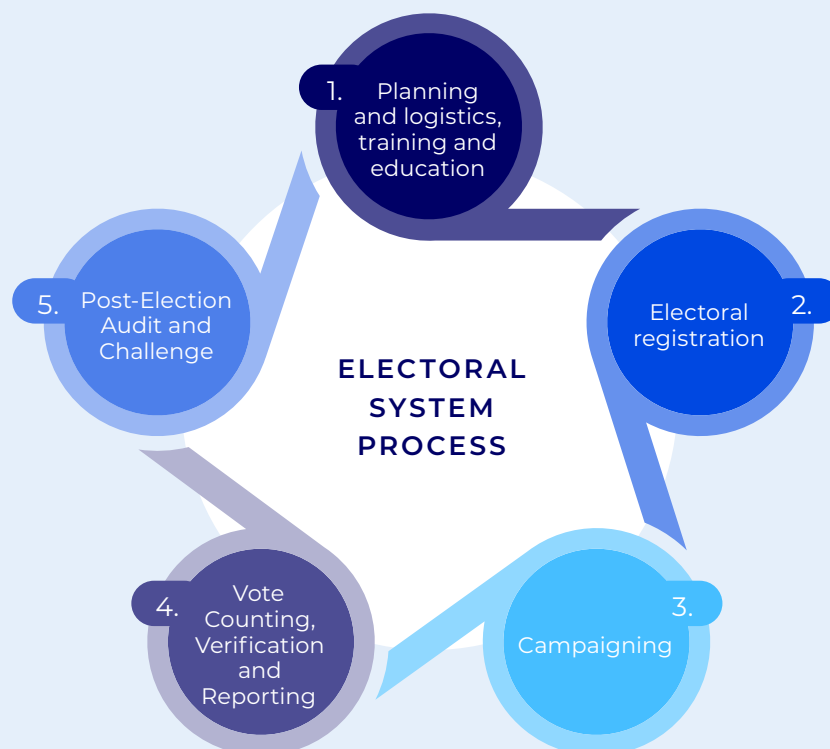 1.
Planning
and logistics,
training and
education
2.
Electoral
registration
3.
Campaigning
4.
Vote
Counting,
Verification
and
Reporting
5.
Post-Election
Audit and
Challenge
ELECTORAL
SYSTEM
PROCESS